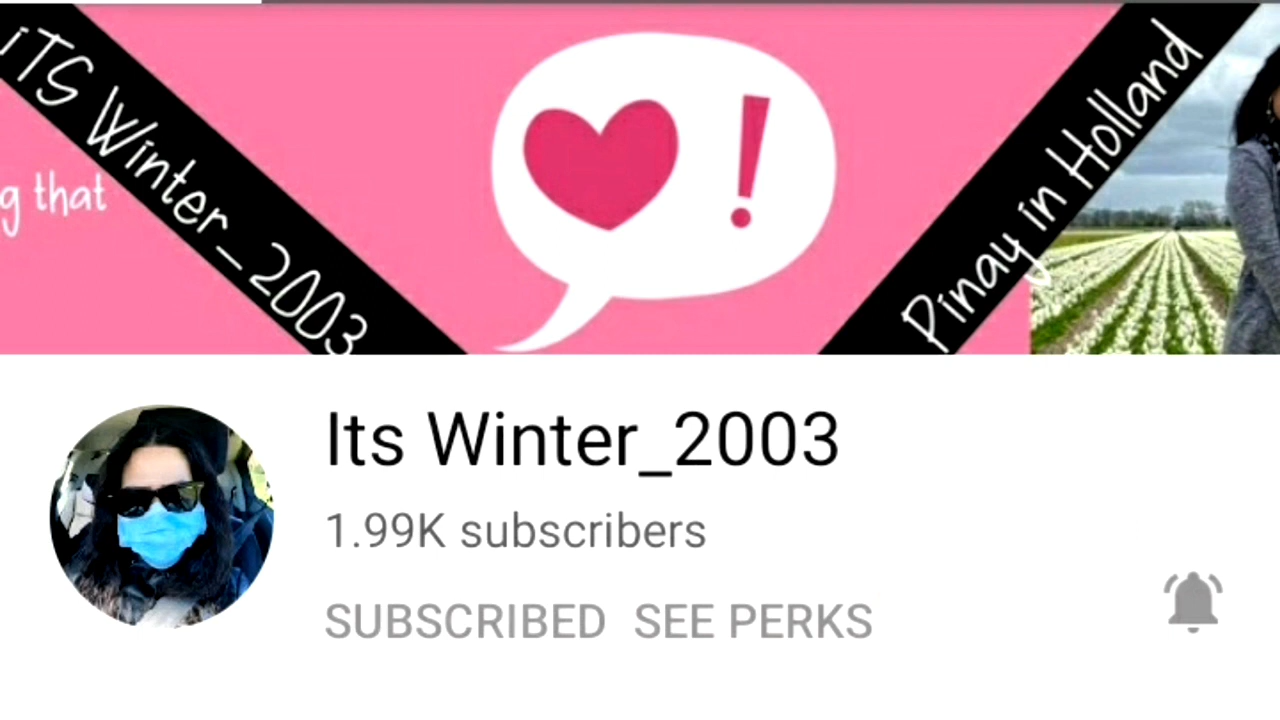 iTS Winter_2003
g that
Pinay in Holland
!
Its Winter_2003
1.99K subscribers
SUBSCRIBED SEE PERKS